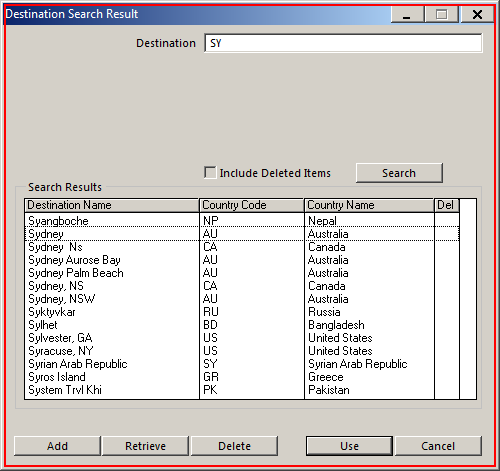 Destination Search Result
Destination SY
Include Deleted Items Search
Search Results
Destination Name Country Code Country Name Del
Syangboche NP Nepal
Sydney AU Australia
Sydney Ns CA Canada
Sydney Aurose Bay AU Australia
Sydney Palm Beach AU Australia
Sydney, NS CA Canada
Sydney, NSW AU Australia
Syktyvkar RU Russia
Sylhet BD Bangladesh
Sylvester, GA US United States
Syracuse, NY US United States
Syrian Arab Republic SY Syrian Arab Republic
Syros Island GR Greece
System Trvl Khi PK Pakistan
Add Retrieve Delete Use Cancel